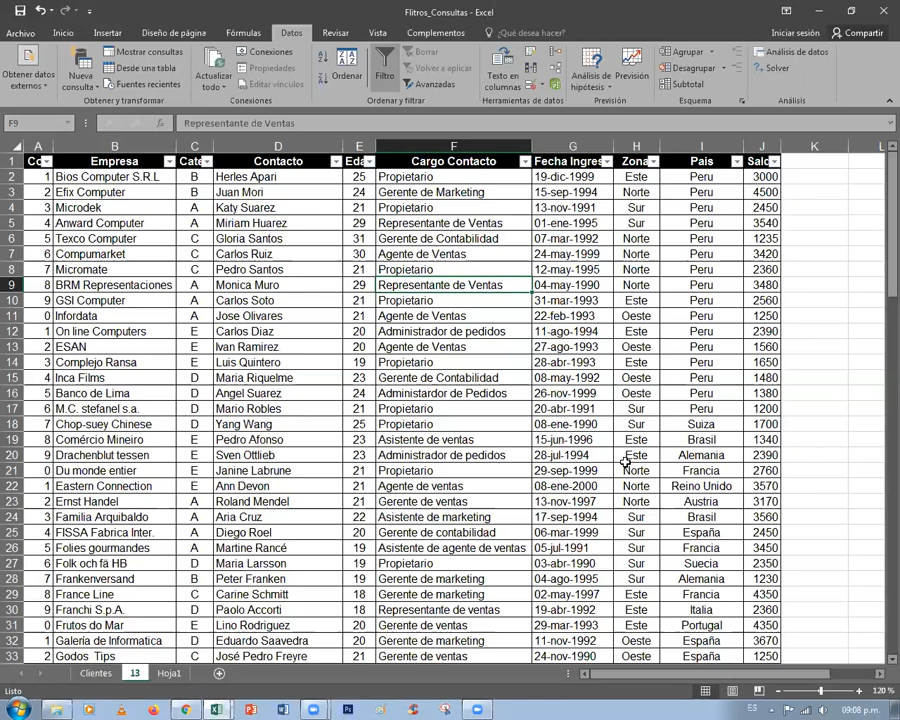 Flitros_Consultas - Excel
Archivo Inicio Insertar Diseño de página Fórmulas Datos Revisar Vista Complementos ¿Qué desea hacer? Iniciar sesión Compartir
Obtener datos externos
Nueva consulta
Mostrar consultas
Desde una tabla
Fuentes recientes
Obtener y transformar
Actualizar todo
Conexiones
Propiedades
Editar vínculos
Conexiones
Ordenar
Filtro
Borrar
Volver a aplicar
Avanzadas
Ordenar y filtrar
Texto en columnas
Herramientas de datos
Análisis de hipótesis
Previsión
Previsión
Agrupar
Desagrupar
Subtotal
Esquema
Análisis de datos
Solver
Análisis
F9 Representante de Ventas
A B C D E F G H I J K L
1 Co Empresa Cate Contacto Eda Cargo Contacto Fecha Ingres Zona Pais Salc
2 1 Bios Computer S.R.L B Herles Apari 25 Propietario 19-dic-1999 Este Peru 3000
3 2 Efix Computer B Juan Mori 24 Gerente de Marketing 15-sep-1994 Norte Peru 4500
4 3 Microdek A Katy Suarez 21 Propietario 13-nov-1991 Sur Peru 2450
5 4 Anward Computer A Miriam Huarez 29 Representante de Ventas 01-ene-1995 Sur Peru 3540
6 5 Texco Computer C Gloria Santos 31 Gerente de Contabilidad 07-mar-1992 Norte Peru 1235
7 6 Compumarket C Carlos Ruiz 30 Agente de Ventas 24-may-1999 Norte Peru 2420
8 7 Micromate C Pedro Santos 21 Propietario 12-may-1995 Norte Peru 2360
9 8 BRM Representaciones A Monica Muro 29 Representante de Ventas 04-may-1990 Norte Peru 3480
10 9 GSI Computer A Carlos Soto 21 Propietario 31-mar-1993 Este Peru 2560
11 0 Infordata A Jose Olivares 21 Agente de Ventas 22-feb-1993 Oeste Peru 1250
12 1 On line Computers E Carlos Diaz 20 Administrador de pedidos 11-ago-1994 Este Peru 2390
13 2 ESAN E Ivan Ramirez 20 Agente de Ventas 27-ago-1993 Oeste Peru 1560
14 3 Complejo Ransa E Luis Quintero 19 Propietario 28-abr-1993 Este Peru 1650
15 4 Inca Films D Maria Riquelme 23 Gerente de Contabilidad 08-may-1992 Oeste Peru 1480
16 5 Banco de Lima D Angel Suarez 24 Administardor de Pedidos 26-nov-1999 Oeste Peru 1380
17 6 M.C. stefanel s.a. D Mario Robles 21 Propietario 20-abr-1991 Sur Peru 1200
18 7 Chop-suey Chinese D Yang Wang 25 Propietario 08-ene-1990 Sur Suiza 1700
19 8 Comércio Mineiro E Pedro Afonso 23 Asistente de ventas 15-jun-1996 Este Brasil 1340
20 9 Drachenblut tessen E Sven Ottlieb 23 Administrador de pedidos 28-jul-1994 Este Alemania 2390
21 0 Du monde entier E Janine Labrune 21 Propietario 29-sep-1999 Norte Francia 2760
22 1 Eastern Connection E Ann Devon 21 Agente de ventas 08-ene-2000 Norte Reino Unido 3570
23 2 Ernst Handel A Roland Mendel 21 Gerente de ventas 13-nov-1997 Norte Austria 3170
24 3 Familia Arquibaldo A Aria Cruz 22 Asistente de marketing 17-sep-1994 Sur Brasil 3560
25 4 FISSA Fabrica Inter. A Diego Roel 20 Gerente de contabilidad 06-mar-1999 Sur España 2450
26 5 Folies gourmandes A Martine Rancé 19 Asistente de agente de ventas 05-jul-1991 Sur Francia 3450
27 6 Folk och fä HB D Maria Larsson 19 Propietario 03-abr-1990 Sur Suecia 2350
28 7 Frankenversand B Peter Franken 19 Gerente de marketing 04-ago-1995 Sur Alemania 1230
29 8 France Line C Carine Schmitt 18 Gerente de marketing 02-may-1997 Este Francia 4350
30 9 Franchi S.p.A. D Paolo Accorti 18 Representante de ventas 19-abr-1992 Este Italia 2360
31 0 Frutos do Mar E Lino Rodriguez 20 Gerente de ventas 29-mar-1993 Este Portugal 4350
32 1 Galería de Informatica D Eduardo Saavedra 20 Gerente de marketing 11-nov-1992 Oeste España 3670
33 2 Godos Tips C José Pedro Freyre 21 Gerente de ventas 24-nov-1990 Oeste España 1250
Clientes 13 Hoja1
Listo 120 %
ES 09:08 p.m.